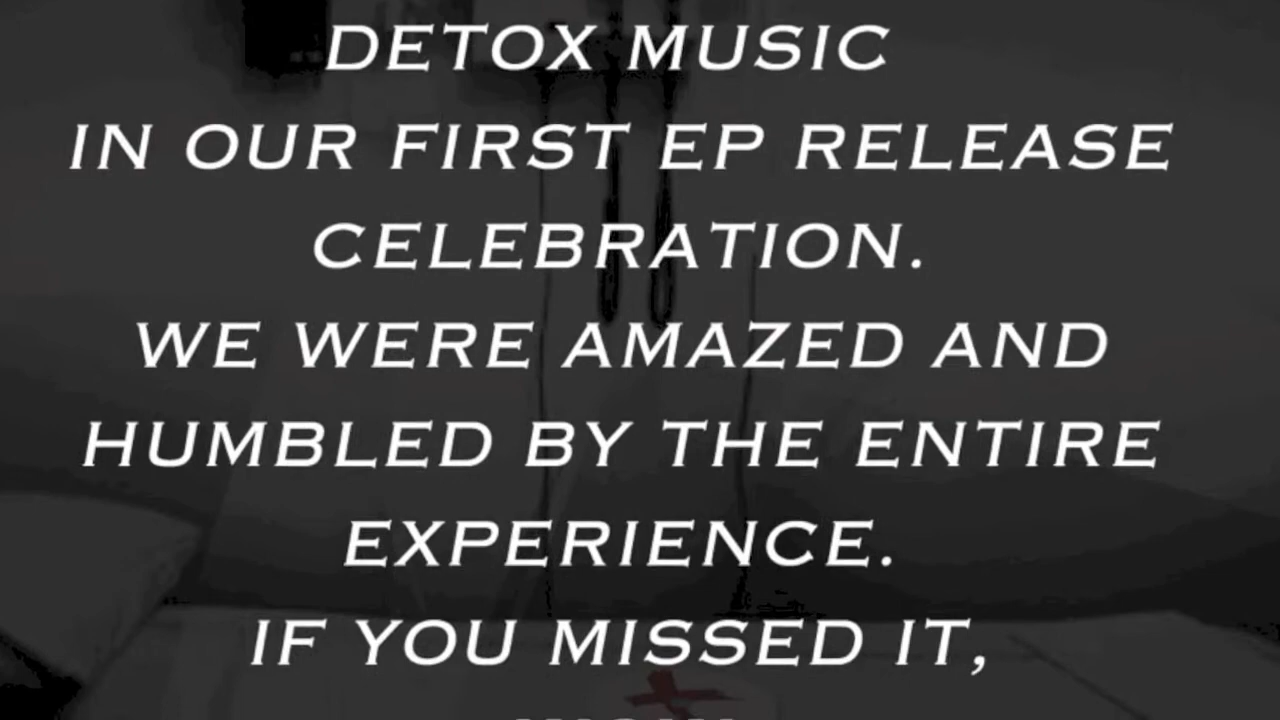 DETOX MUSIC
IN OUR FIRST EP RELEASE
CELEBRATION.
WE WERE AMAZED AND
HUMBLED BY THE ENTIRE
EXPERIENCE.
IF YOU MISSED IT,